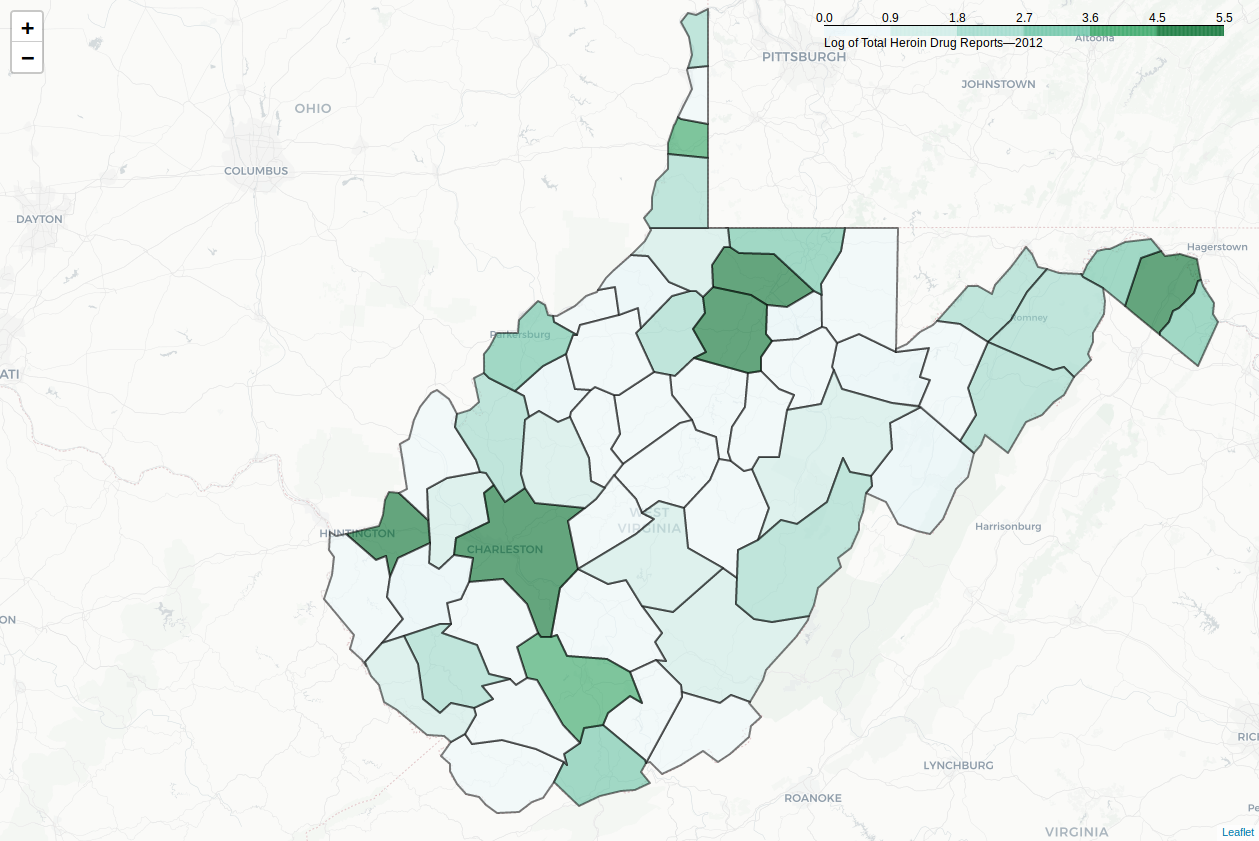 +
−
0.0 0.9 1.8 2.7 3.6 4.5 5.5
Log of Total Heroin Drug Reports—2012
Altoona
PITTSBURGH
JOHNSTOWN
OHIO
COLUMBUS
DAYTON
Hagerstown
Romney
Parkersburg
ATI
WEST
VIRGINIA
Harrisonburg
HUNTINGTON
CHARLESTON
ON
RIC
LYNCHBURG
ROANOKE
Pe
VIRGINIA
Leaflet